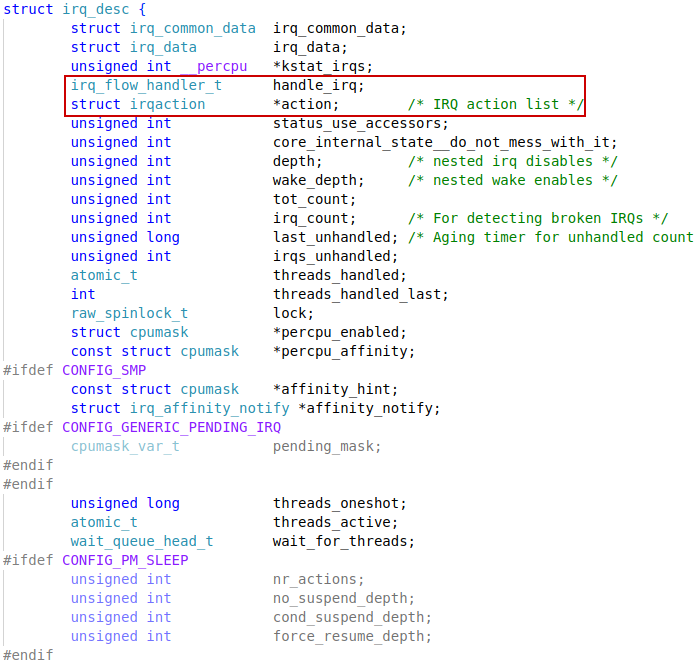 struct irq_desc {
struct irq_common_data irq_common_data;
struct irq_data irq_data;
unsigned int __percpu *kstat_irqs;
irq_flow_handler_t handle_irq;
struct irqaction *action; /* IRQ action list */
unsigned int status_use_accessors;
unsigned int core_internal_state__do_not_mess_with_it;
unsigned int depth; /* nested irq disables */
unsigned int wake_depth; /* nested wake enables */
unsigned int tot_count;
unsigned int irq_count; /* For detecting broken IRQs */
unsigned long last_unhandled; /* Aging timer for unhandled count
unsigned int irqs_unhandled;
atomic_t threads_handled;
int threads_handled_last;
raw_spinlock_t lock;
struct cpumask *percpu_enabled;
const struct cpumask *percpu_affinity;
#ifdef CONFIG_SMP
const struct cpumask *affinity_hint;
struct irq_affinity_notify *affinity_notify;
#ifdef CONFIG_GENERIC_PENDING_IRQ
cpumask_var_t pending_mask;
#endif
#endif
unsigned long threads_oneshot;
atomic_t threads_active;
wait_queue_head_t wait_for_threads;
#ifdef CONFIG_PM_SLEEP
unsigned int nr_actions;
unsigned int no_suspend_depth;
unsigned int cond_suspend_depth;
unsigned int force_resume_depth;
#endif